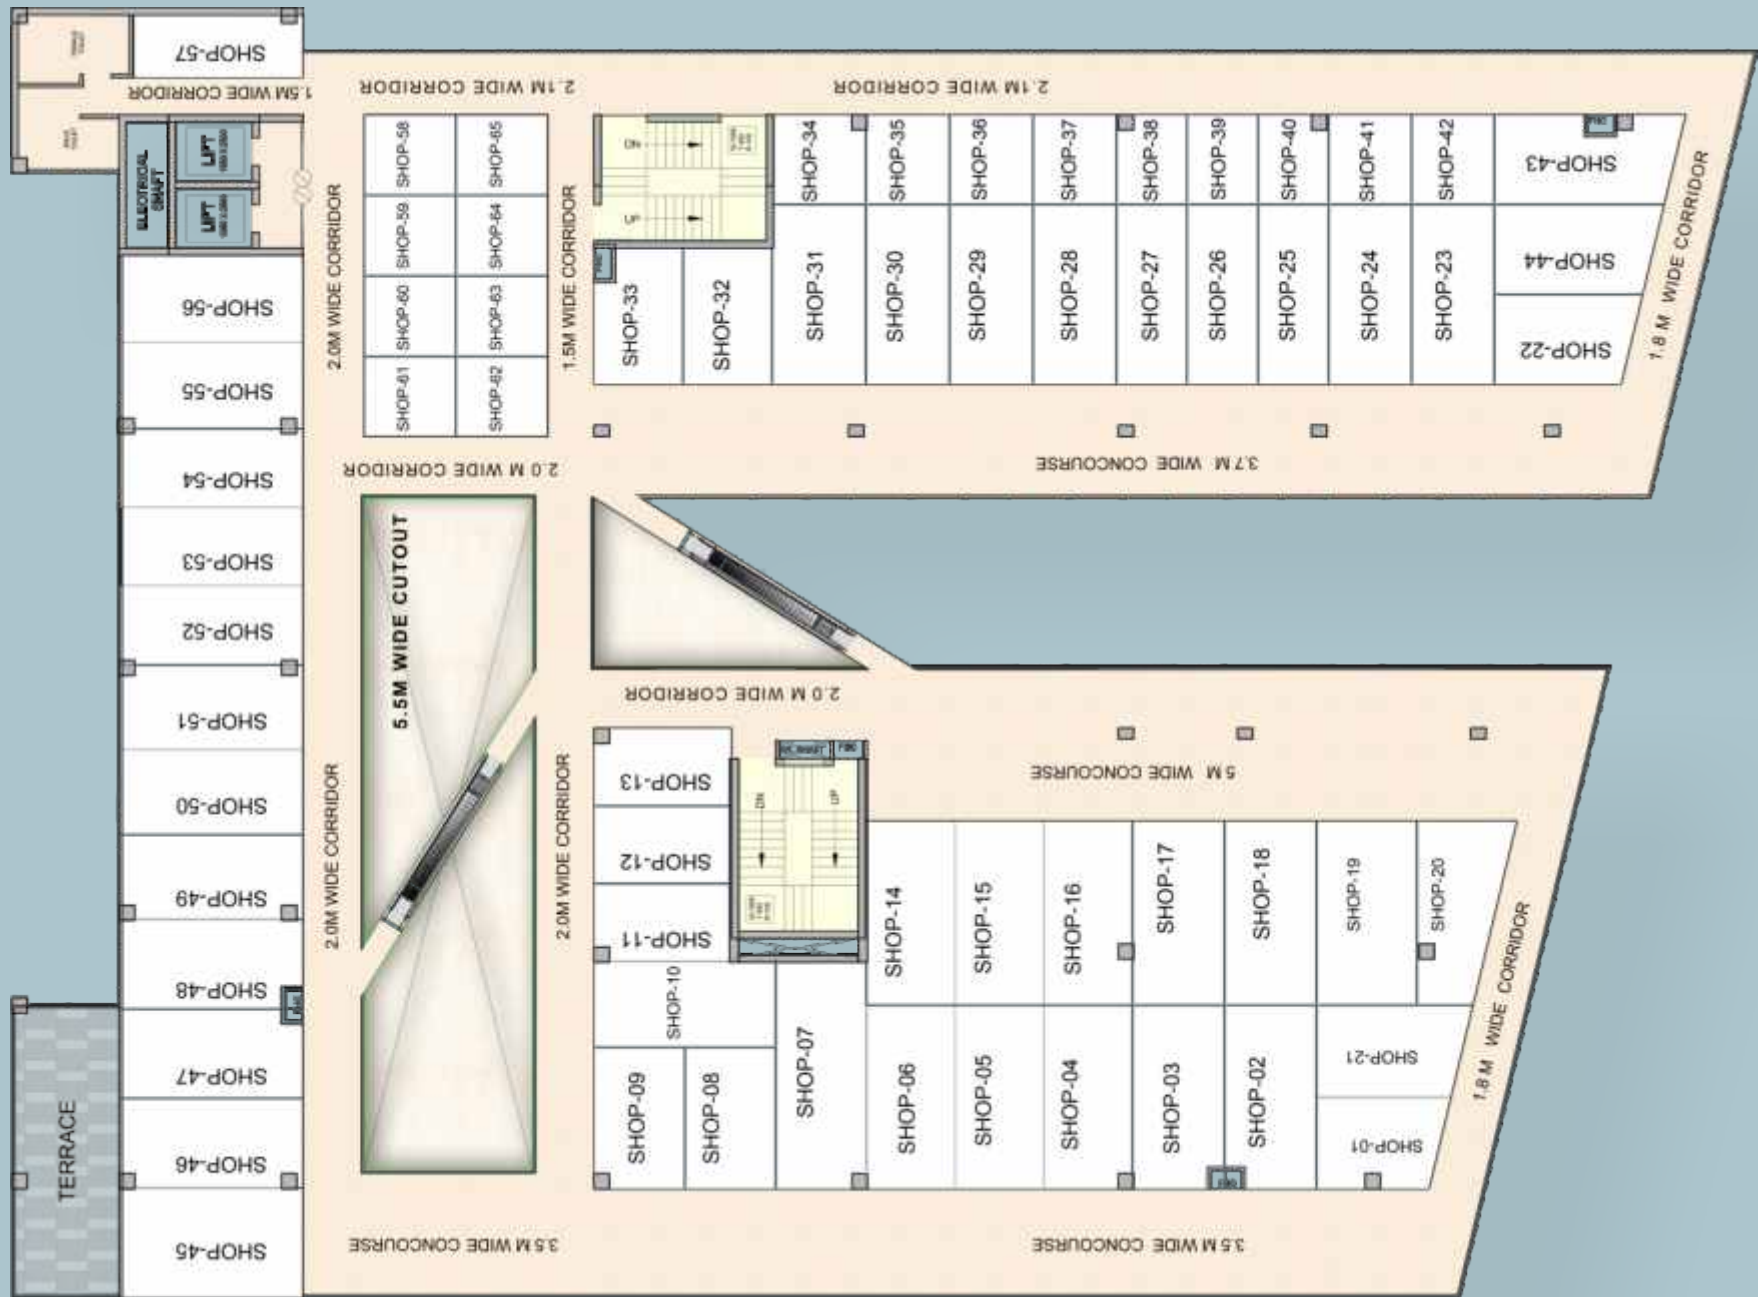 FEMALE
TOILET
SHOP-57
1.5M WIDE CORRIDOR
2.1M WIDE CORRIDOR
2.1M WIDE CORRIDOR
MALE
TOILET
ELECTRICAL
SHAFT
LIFT
LIFT
2.0M WIDE CORRIDOR
SHOP-58
SHOP-65
SHOP-59
SHOP-64
SHOP-60
SHOP-63
SHOP-61
SHOP-62
1.5M WIDE CORRIDOR
DN
UP
FHC
SHOP-33
SHOP-32
SHOP-34
SHOP-35
SHOP-36
SHOP-37
SHOP-38
SHOP-39
SHOP-40
SHOP-41
SHOP-42
SHOP-43
SHOP-31
SHOP-30
SHOP-29
SHOP-28
SHOP-27
SHOP-26
SHOP-25
SHOP-24
SHOP-23
SHOP-44
SHOP-22
1.8 M WIDE CORRIDOR
2.0 M WIDE CORRIDOR
3.7 M WIDE CONCOURSE
SHOP-56
SHOP-55
SHOP-54
SHOP-53
SHOP-52
SHOP-51
SHOP-50
SHOP-49
SHOP-48
SHOP-47
SHOP-46
SHOP-45
TERRACE
5.5M WIDE CUTOUT
2.0M WIDE CORRIDOR
2.0M WIDE CORRIDOR
2.0 M WIDE CORRIDOR
5 M WIDE CONCOURSE
SHOP-13
SHOP-12
SHOP-11
SHOP-10
DN
UP
SHOP-14
SHOP-15
SHOP-16
SHOP-17
SHOP-18
SHOP-19
SHOP-20
SHOP-09
SHOP-08
SHOP-07
SHOP-06
SHOP-05
SHOP-04
SHOP-03
SHOP-02
SHOP-21
SHOP-01
1.8 M WIDE CORRIDOR
3.5 M WIDE CONCOURSE
3.5 M WIDE CONCOURSE